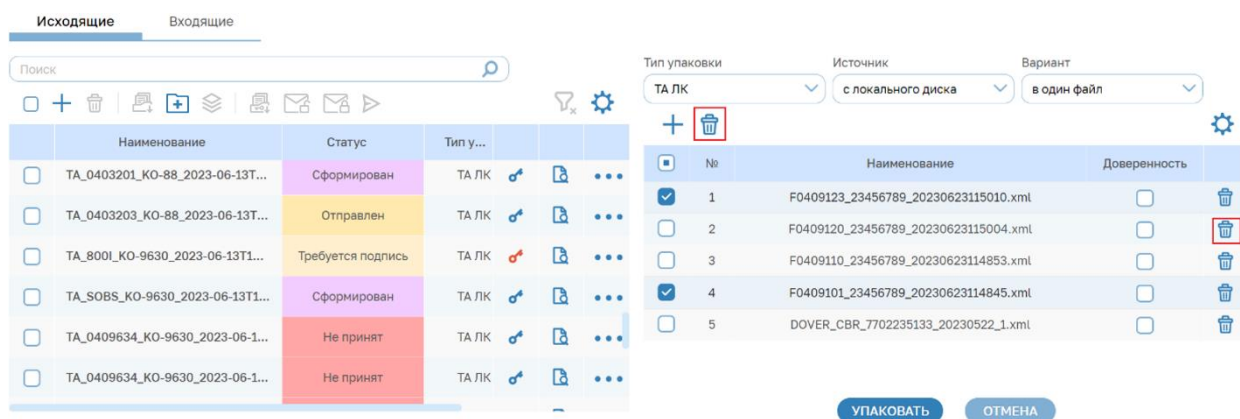 Исходящие Входящие
Поиск
Наименование Статус Тип у...
TA_0403201_KO-88_2023-06-13T... Сформирован ТА ЛК
TA_0403203_KO-88_2023-06-13T... Отправлен ТА ЛК
TA_800I_KO-9630_2023-06-13T1... Требуется подпись ТА ЛК
TA_SOBS_KO-9630_2023-06-13T1... Сформирован ТА ЛК
TA_0409634_KO-9630_2023-06-1... Не принят ТА ЛК
TA_0409634_KO-9630_2023-06-1... Не принят ТА ЛК
Тип упаковки Источник Вариант
ТА ЛК с локального диска в один файл
№ Наименование Доверенность
1 F0409123_23456789_20230623115010.xml
2 F0409120_23456789_20230623115004.xml
3 F0409110_23456789_20230623114853.xml
4 F0409101_23456789_20230623114845.xml
5 DOVER_CBR_7702235133_20230522_1.xml
УПАКОВАТЬ ОТМЕНА